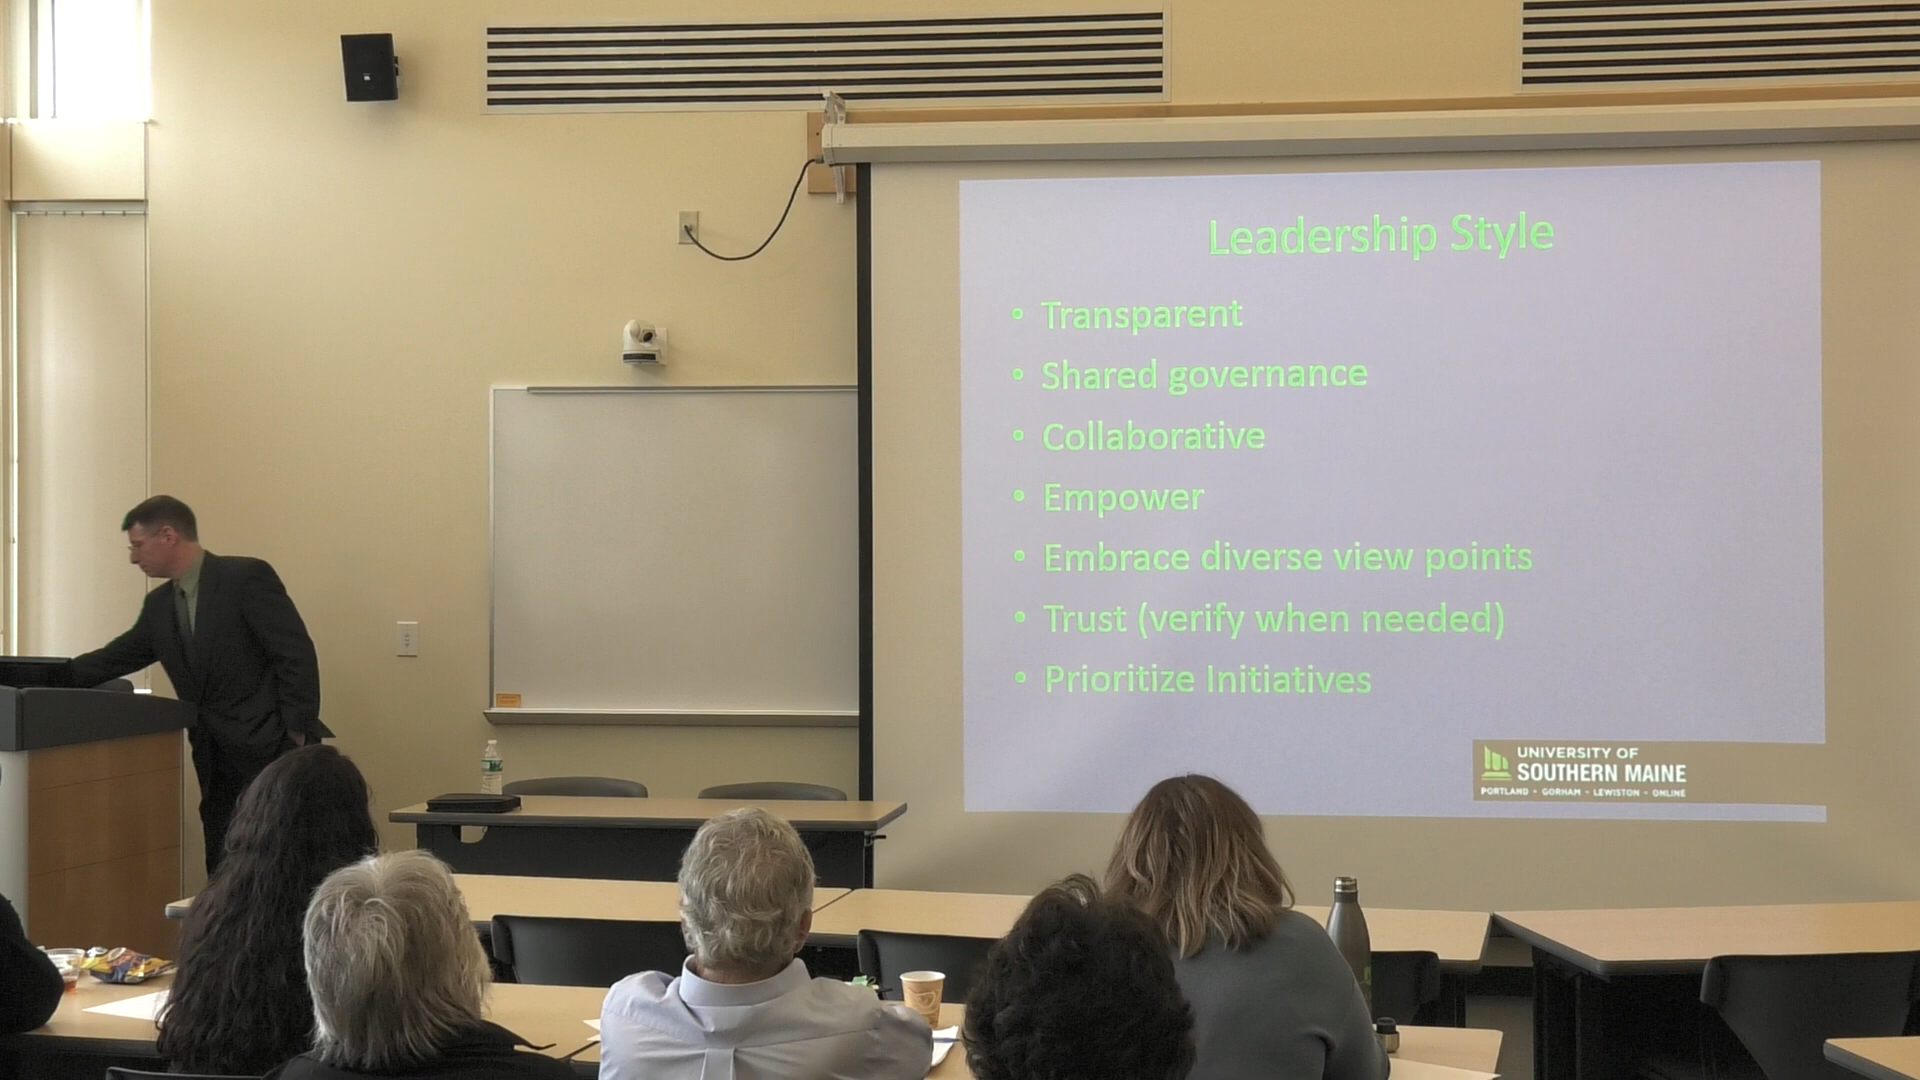 Leadership Style
• Transparent
• Shared governance
• Collaborative
• Empower
• Embrace diverse view points
• Trust (verify when needed)
• Prioritize Initiatives
UNIVERSITY OF
SOUTHERN MAINE
PORTLAND • GORHAM • LEWISTON • ONLINE